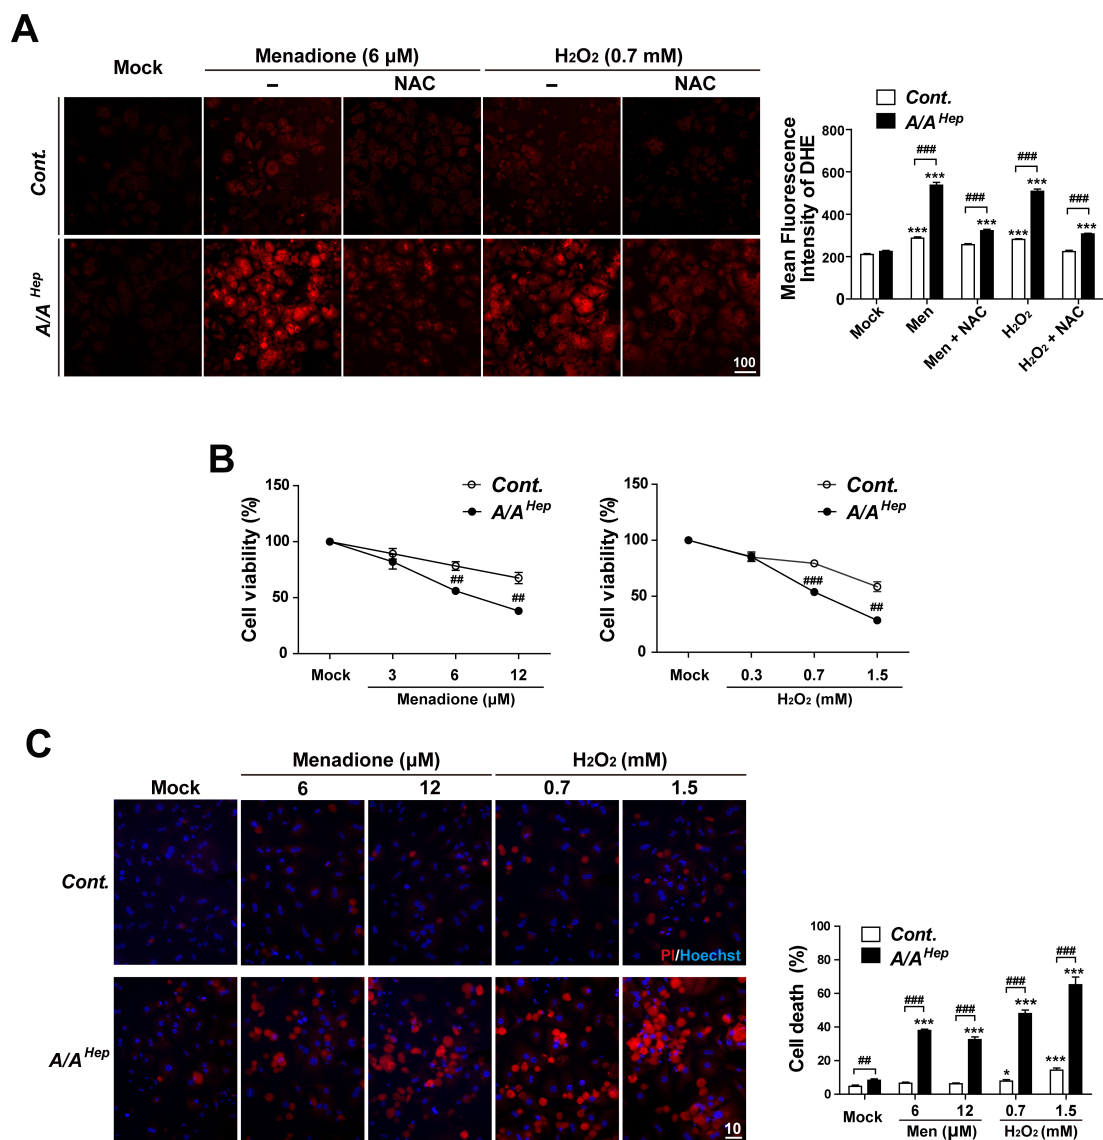 A
Mock
Menadione (6 µM)
H2O2 (0.7 mM)
–
NAC
–
NAC
Cont.
A/A Hep
100
Cont.
A/A Hep
Mean Fluorescence
Intensity of DHE
800
600
400
200
0
###
***
***
###
***
###
***
***
###
***
Mock
Men
Men + NAC
H2O2
H2O2 + NAC
B
Cell viability (%)
150
100
50
0
Cont.
A/A Hep
##
##
Mock
3
6
12
Menadione (µM)
Cell viability (%)
150
100
50
0
Cont.
A/A Hep
###
##
Mock
0.3
0.7
1.5
H2O2 (mM)
C
Mock
Menadione (µM)
H2O2 (mM)
6
12
0.7
1.5
Cont.
PI/Hoechst
A/A Hep
10
Cont.
A/A Hep
Cell death (%)
100
80
60
40
20
0
##
###
***
###
***
###
***
*
###
***
***
Mock
6
12
0.7
1.5
Men (µM)
H2O2 (mM)